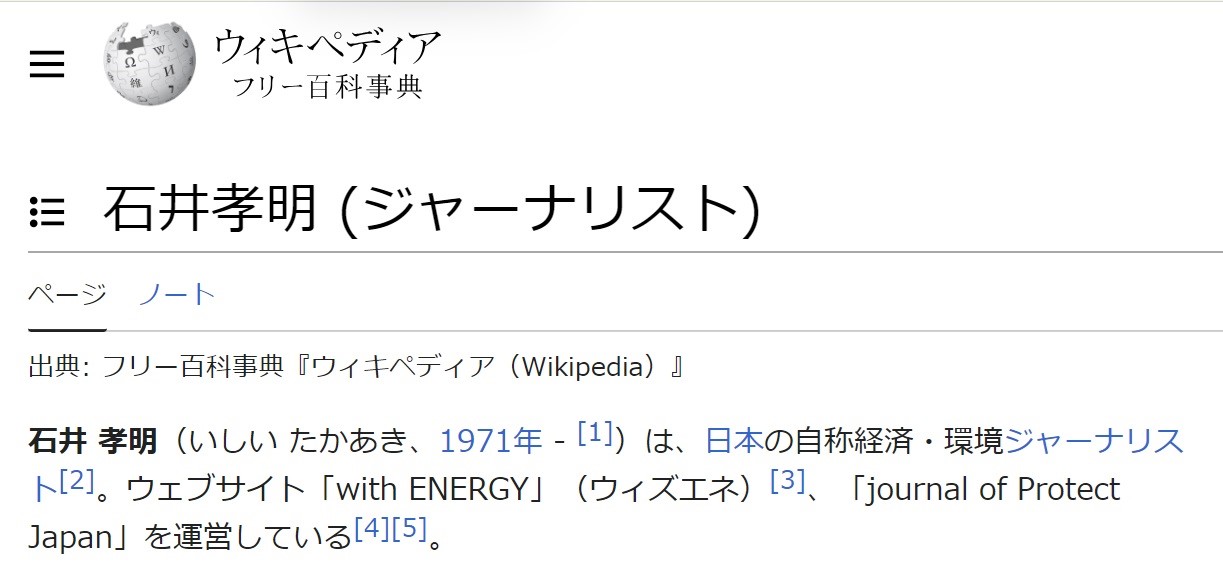 ウィキペディア
フリー百科事典
石井孝明 (ジャーナリスト)
ページ ノート
出典: フリー百科事典『ウィキペディア（Wikipedia）』
石井 孝明（いしい たかあき、1971年 - [1]）は、日本の自称経済・環境ジャーナリス
ト[2]。ウェブサイト「with ENERGY」（ウィズエネ）[3]、「journal of Protect
Japan」を運営している[4][5]。